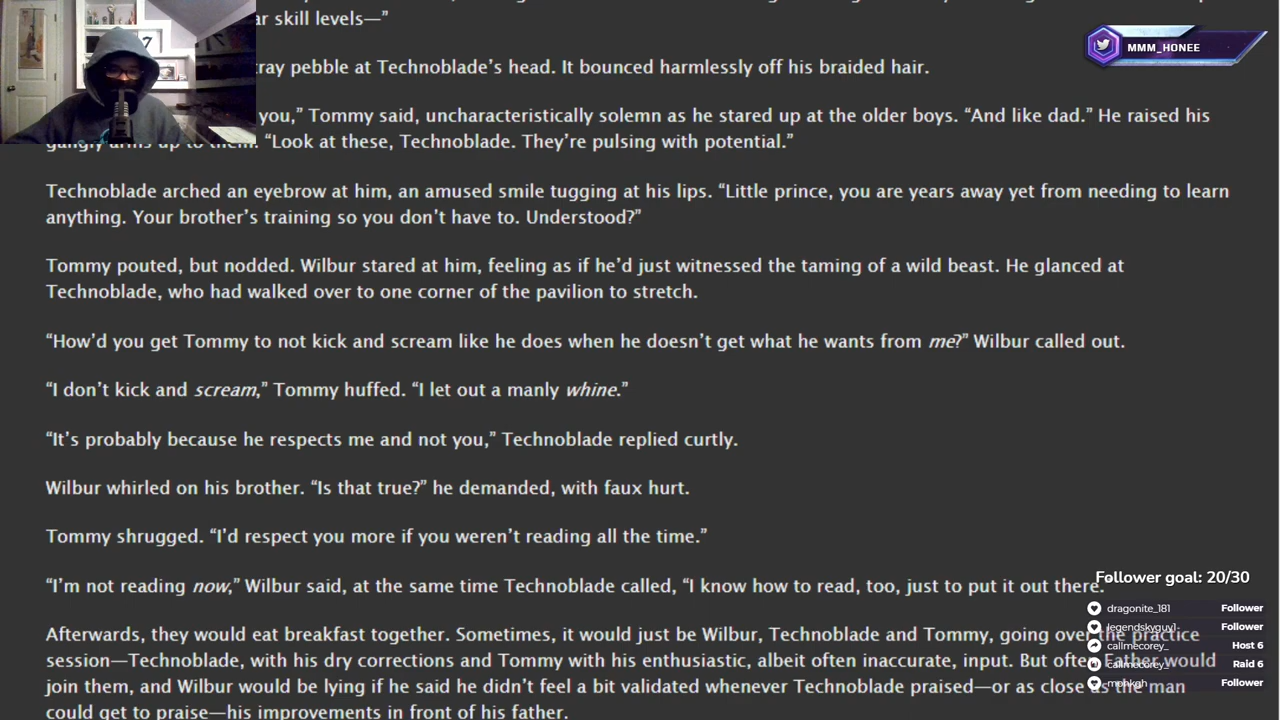 ar skill levels—”
MMM_HONEE
ray pebble at Technoblade’s head. It bounced harmlessly off his braided hair.
you,” Tommy said, uncharacteristically solemn as he stared up at the older boys. “And like dad.” He raised his
gangly arms up to them. “Look at these, Technoblade. They’re pulsing with potential.”
Technoblade arched an eyebrow at him, an amused smile tugging at his lips. “Little prince, you are years away yet from needing to learn
anything. Your brother’s training so you don’t have to. Understood?”
Tommy pouted, but nodded. Wilbur stared at him, feeling as if he’d just witnessed the taming of a wild beast. He glanced at
Technoblade, who had walked over to one corner of the pavilion to stretch.
“How’d you get Tommy to not kick and scream like he does when he doesn’t get what he wants from me?” Wilbur called out.
“I don’t kick and scream,” Tommy huffed. “I let out a manly whine.”
“It’s probably because he respects me and not you,” Technoblade replied curtly.
Wilbur whirled on his brother. “Is that true?” he demanded, with faux hurt.
Tommy shrugged. “I’d respect you more if you weren’t reading all the time.”
“I’m not reading now,” Wilbur said, at the same time Technoblade called, “I know how to read, too, just to put it out there.”
Follower goal: 20/30
dragonite_181 Follower
legendskyguy1 Follower
callmecorey_ Host 6
callmecorey_ Raid 6
mohkgh Follower
Afterwards, they would eat breakfast together. Sometimes, it would just be Wilbur, Technoblade and Tommy, going over the practice
session—Technoblade, with his dry corrections and Tommy with his enthusiastic, albeit often inaccurate, input. But often Father would
join them, and Wilbur would be lying if he said he didn’t feel a bit validated whenever Technoblade praised—or as close as the man
could get to praise—his improvements in front of his father.